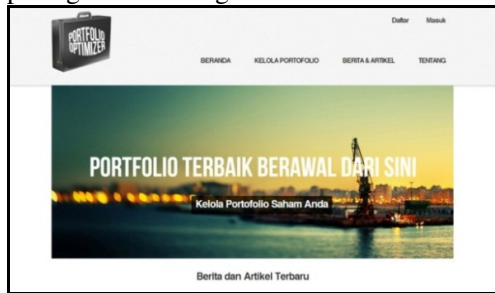 PORTFOLIO
OPTIMIZER
Daftar Masuk
BERANDA KELOLA PORTOFOLIO BERITA & ARTIKEL TENTANG
PORTFOLIO TERBAIK BERAWAL DARI SINI
Kelola Portofolio Saham Anda
Berita dan Artikel Terbaru